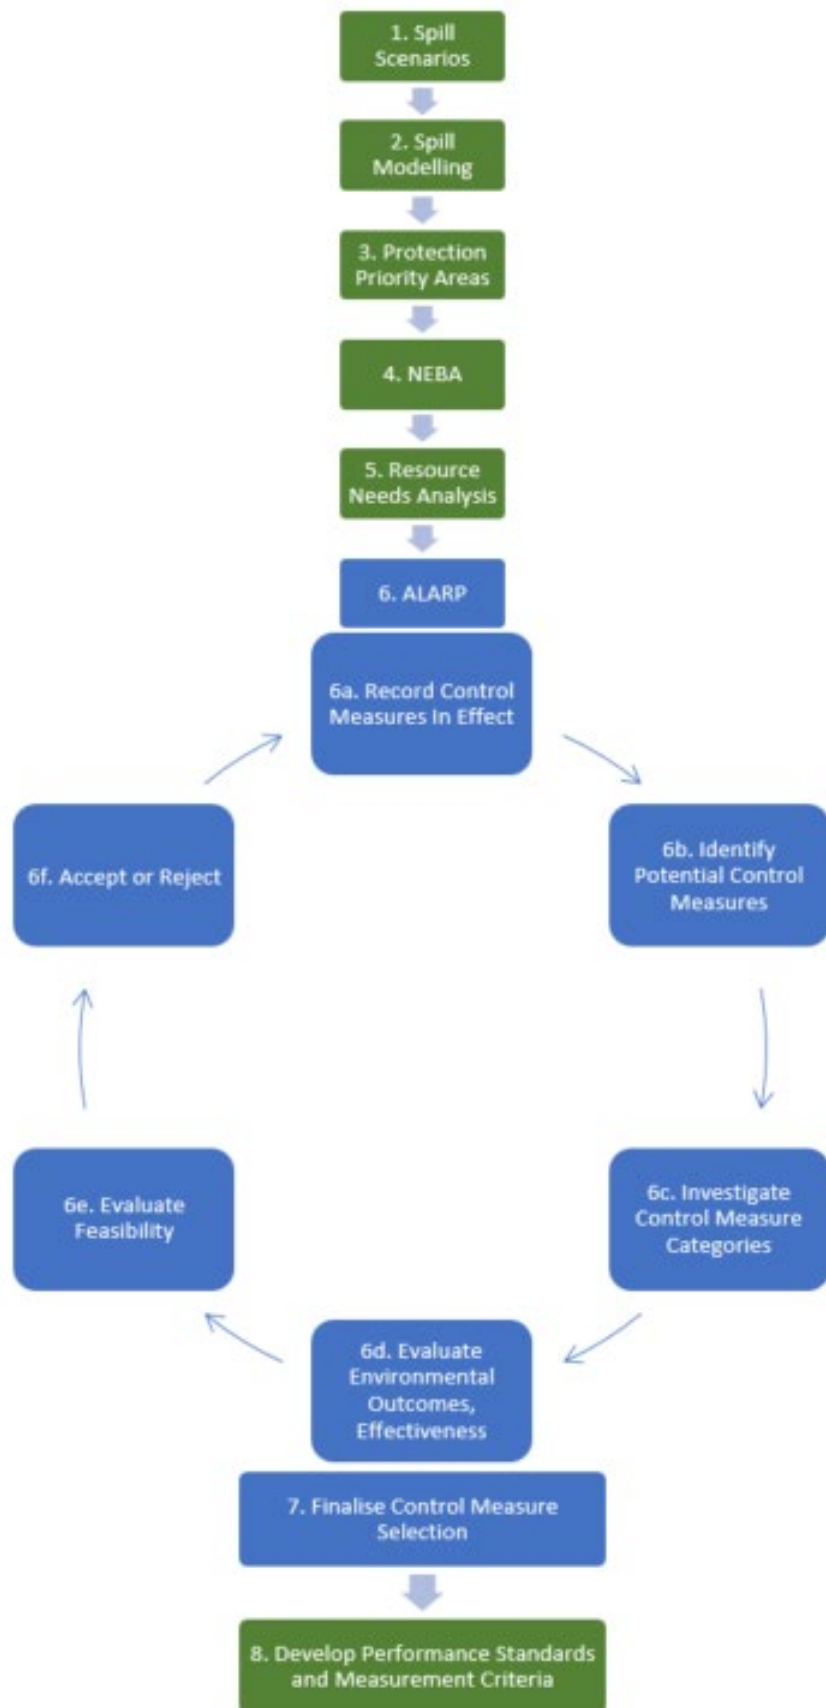 1. Spill
Scenarios
2. Spill
Modelling
3. Protection
Priority Areas
4. NEBA
5. Resource
Needs Analysis
6. ALARP
6a. Record Control
Measures In Effect
6b. Identify
Potential Control
Measures
6c. Investigate
Control Measure
Categories
6d. Evaluate
Environmental
Outcomes,
Effectiveness
6e. Evaluate
Feasibility
6f. Accept or Reject
7. Finalise Control Measure
Selection
8. Develop Performance Standards
and Measurement Criteria